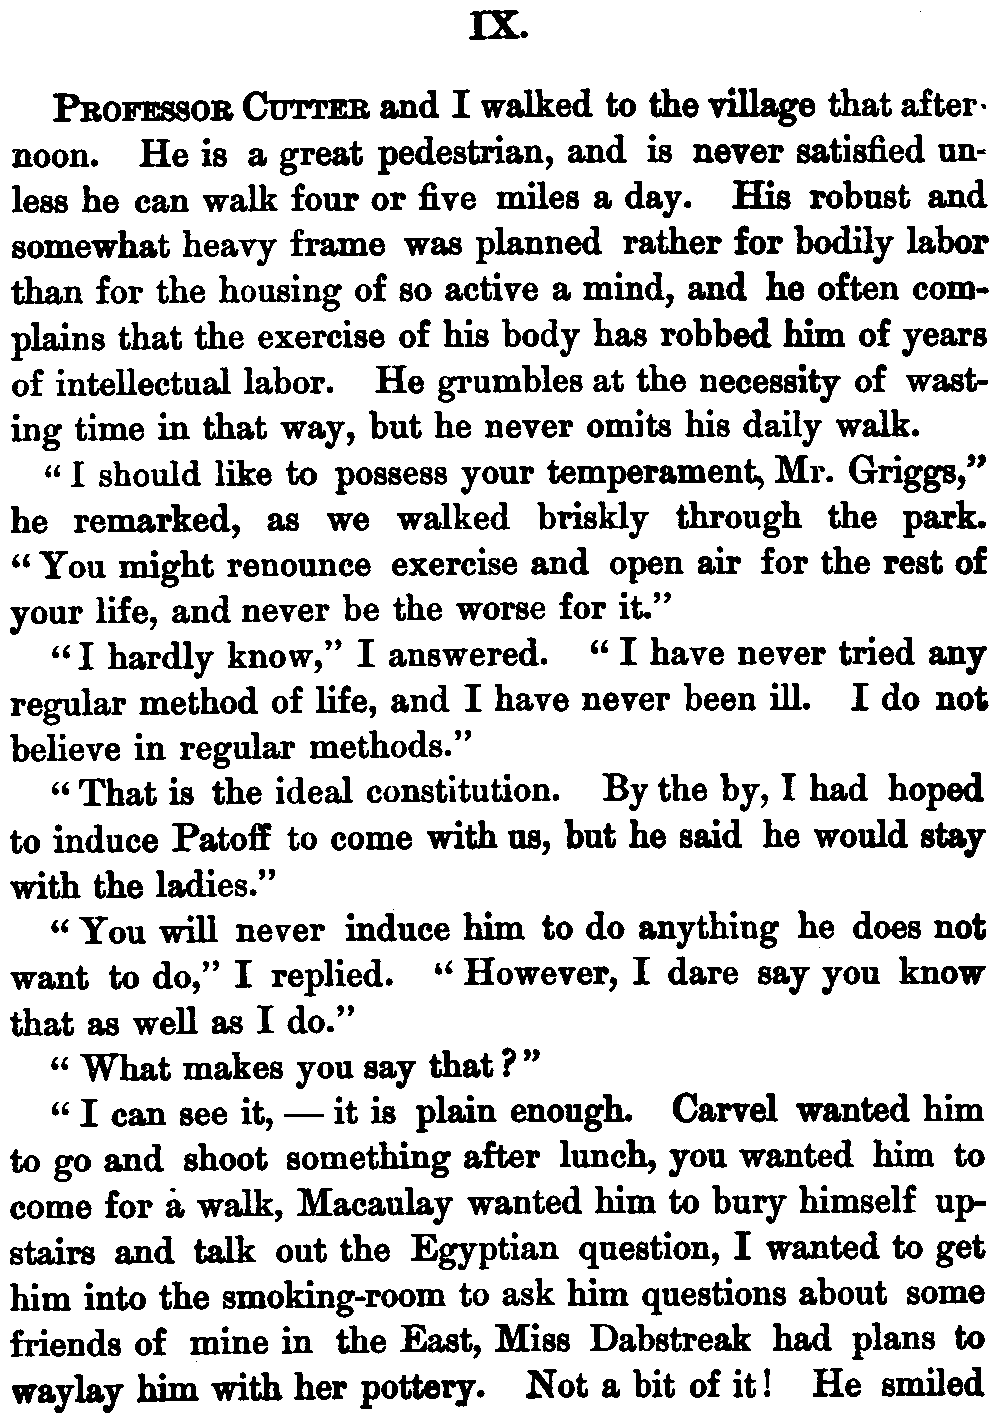 IX.
PROFESSOR CUTTER and I walked to the village that after-
noon. He is a great pedestrian, and is never satisfied un-
less he can walk four or five miles a day. His robust and
somewhat heavy frame was planned rather for bodily labor
than for the housing of so active a mind, and he often com-
plains that the exercise of his body has robbed him of years
of intellectual labor. He grumbles at the necessity of wast-
ing time in that way, but he never omits his daily walk.
“I should like to possess your temperament, Mr. Griggs,”
he remarked, as we walked briskly through the park.
“You might renounce exercise and open air for the rest of
your life, and never be the worse for it.”
“I hardly know,” I answered. “I have never tried any
regular method of life, and I have never been ill. I do not
believe in regular methods.”
“That is the ideal constitution. By the by, I had hoped
to induce Patoff to come with us, but he said he would stay
with the ladies.”
“You will never induce him to do anything he does not
want to do,” I replied. “However, I dare say you know
that as well as I do.”
“What makes you say that?”
“I can see it, — it is plain enough. Carvel wanted him
to go and shoot something after lunch, you wanted him to
come for a walk, Macaulay wanted him to bury himself up-
stairs and talk out the Egyptian question, I wanted to get
him into the smoking-room to ask him questions about some
friends of mine in the East, Miss Dabstreak had plans to
waylay him with her pottery. Not a bit of it! He smiled